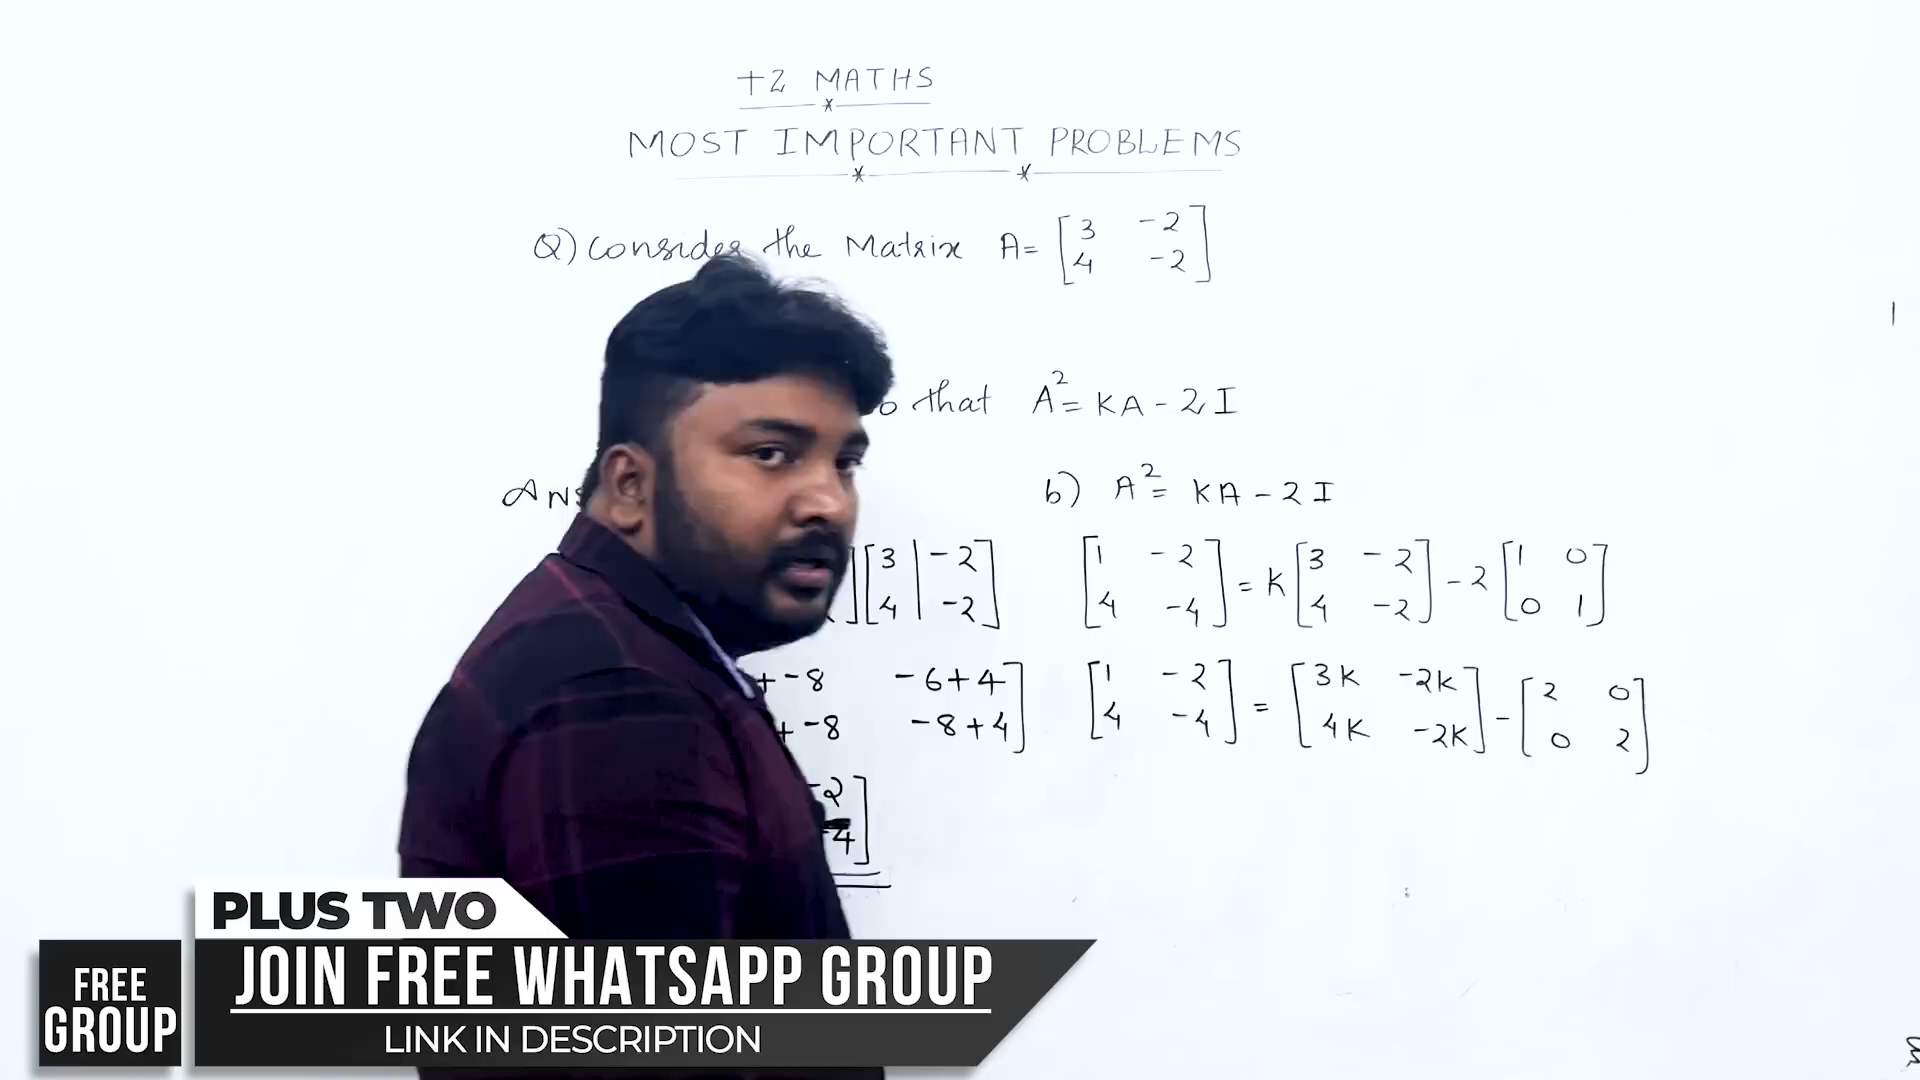 +2 MATHS
MOST IMPORTANT PROBLEMS
Q) Consider the Matrix A= [3 -2
4 -2]
that A²= KA - 2I
b) A²= KA - 2I
[3 -2
4 -2]
[1 -2
4 -4] = K [3 -2
4 -2] - 2 [1 0
0 1]
+-8 -6+4]
+-8 -8+4]
[1 -2
4 -4] = [3K -2K
4K -2K] - [2 0
0 2]
-2
4]
PLUS TWO
FREE
GROUP
JOIN FREE WHATSAPP GROUP
LINK IN DESCRIPTION